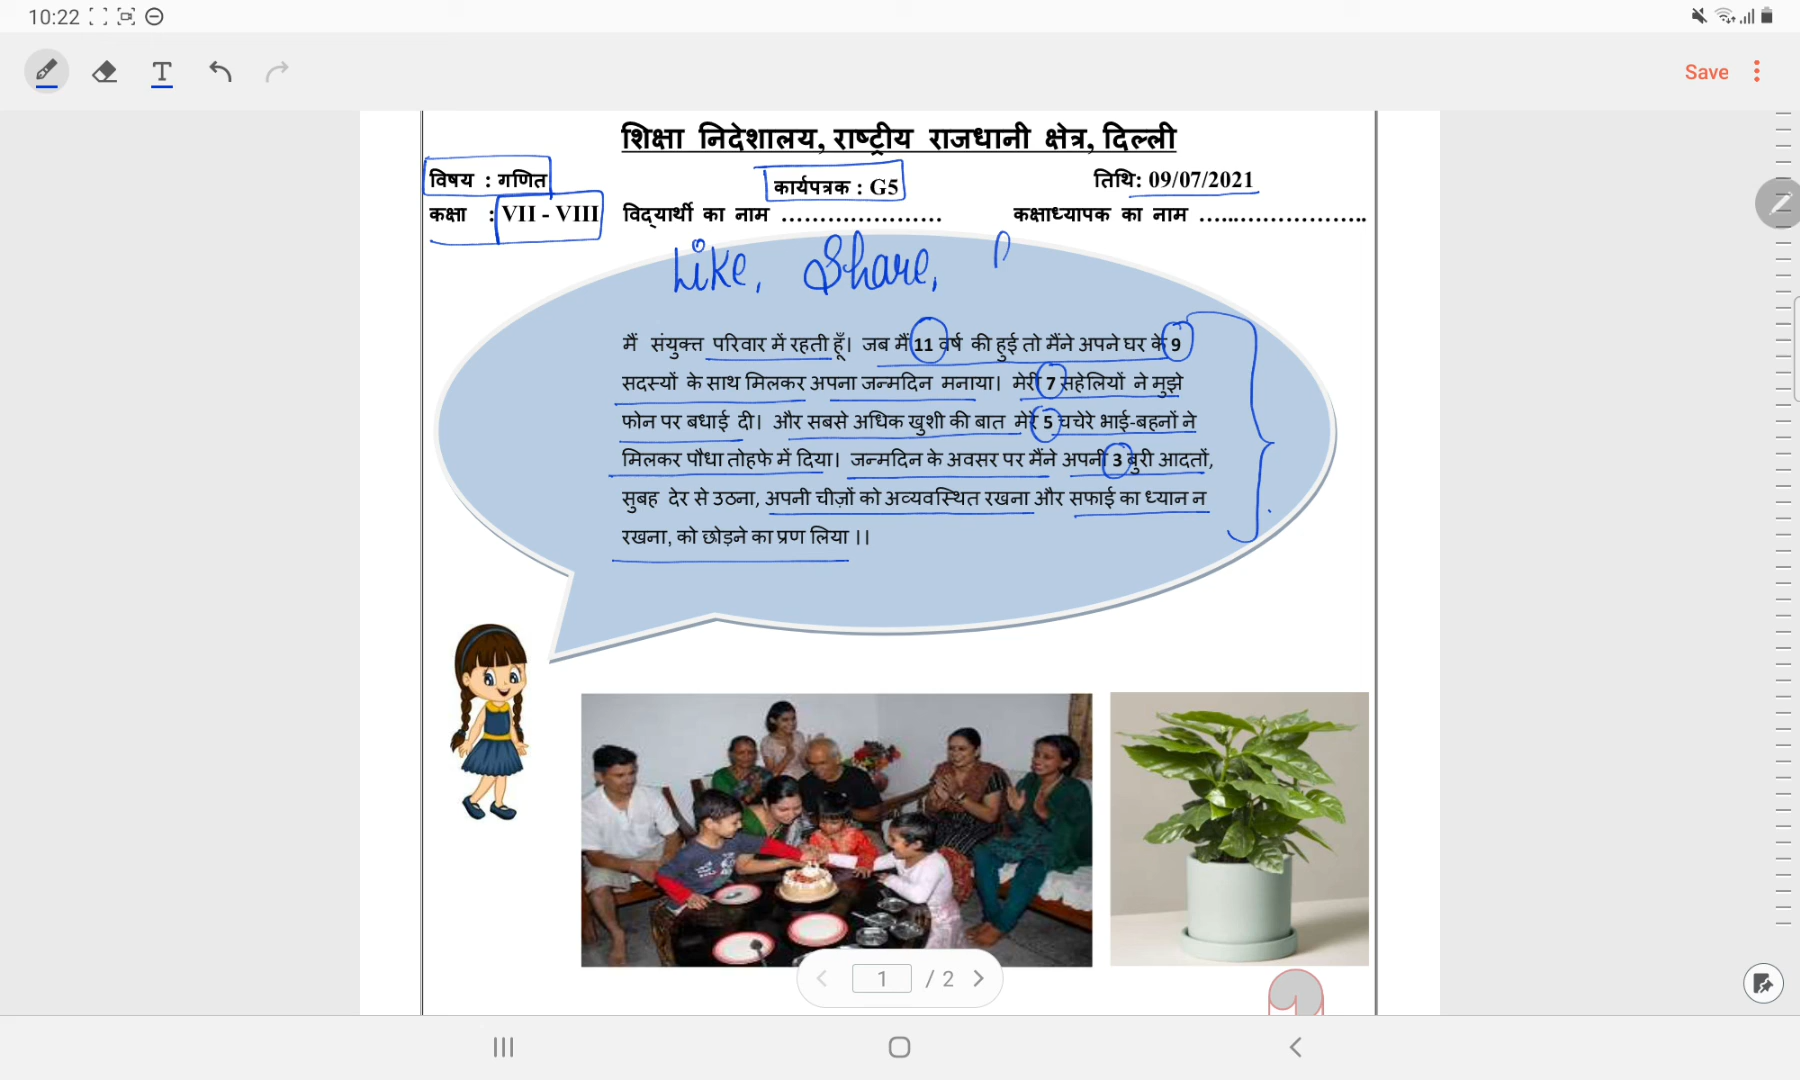 10:22
Save
शिक्षा निदेशालय, राष्ट्रीय राजधानी क्षेत्र, दिल्ली
विषय : गणित
कार्यपत्रक : G5
तिथि: 09/07/2021
कक्षा : VII - VIII
विद्यार्थी का नाम .....................
कक्षाध्यापक का नाम ......................
Like, Share,
मैं संयुक्त परिवार में रहती हूँ। जब मैं 11 वर्ष की हुई तो मैंने अपने घर के 9
सदस्यों के साथ मिलकर अपना जन्मदिन मनाया। मेरी 7 सहेलियों ने मुझे
फोन पर बधाई दी। और सबसे अधिक खुशी की बात मेरे 5 चचेरे भाई-बहनों ने
मिलकर पौधा तोहफे में दिया। जन्मदिन के अवसर पर मैंने अपनी 3 बुरी आदतों,
सुबह देर से उठना, अपनी चीज़ों को अव्यवस्थित रखना और सफाई का ध्यान न
रखना, को छोड़ने का प्रण लिया ।।
1 / 2